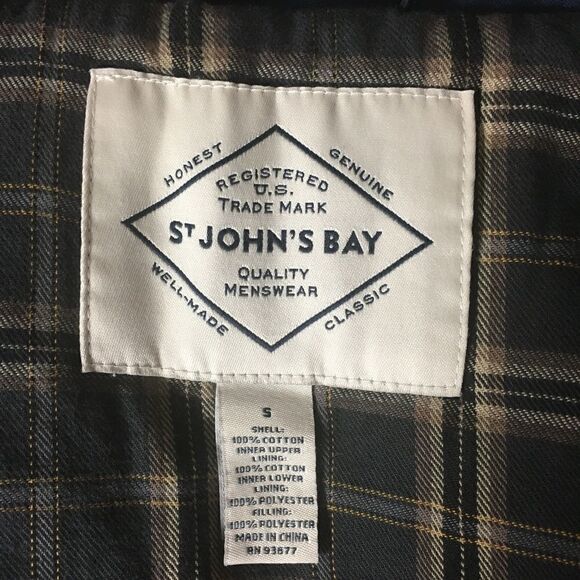 HONEST
GENUINE
REGISTERED
U.S.
TRADE MARK
ST JOHN'S BAY
QUALITY
MENSWEAR
WELL-MADE
CLASSIC
S
SHELL:
100% COTTON
INNER UPPER
LINING:
100% COTTON
INNER LOWER
LINING:
100% POLYESTER
FILLING:
100% POLYESTER
MADE IN CHINA
RN 93677